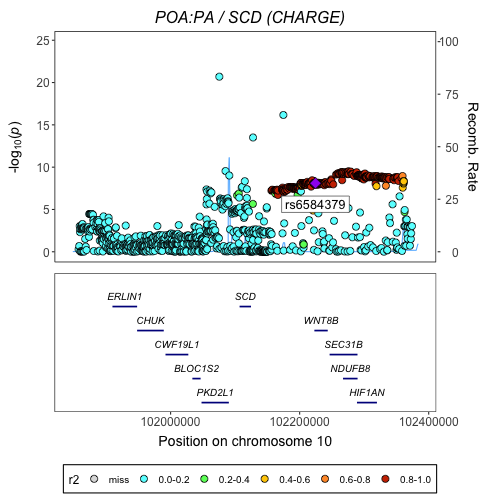 POA:PA / SCD (CHARGE)
25
20
15
10
5
0
-log10(p)
100
75
50
25
0
Recomb. Rate
rs6584379
ERLIN1
SCD
CHUK
WNT8B
CWF19L1
SEC31B
BLOC1S2
NDUFB8
PKD2L1
HIF1AN
102000000 102200000 102400000
Position on chromosome 10
r2 miss 0.0-0.2 0.2-0.4 0.4-0.6 0.6-0.8 0.8-1.0